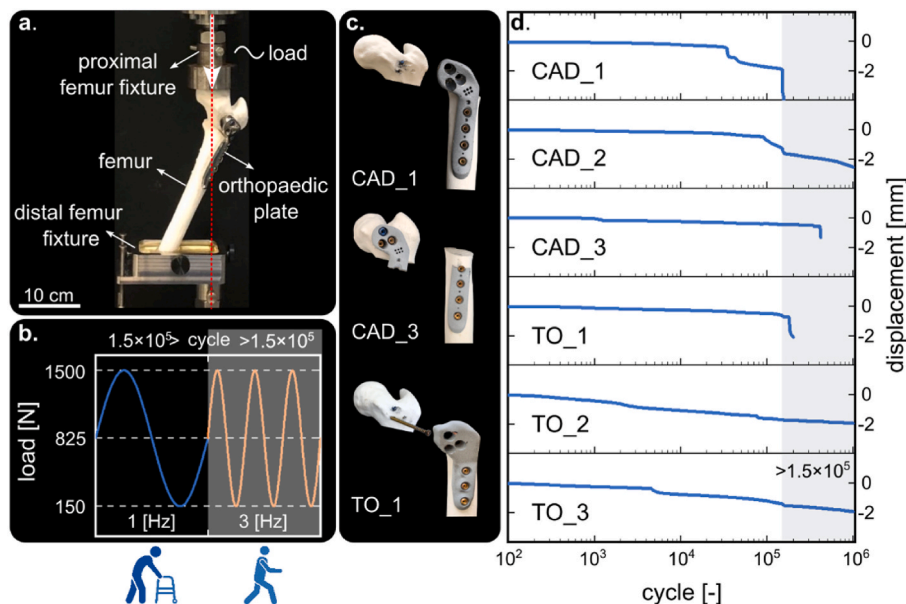 a.
proximal
femur fixture
load
femur
orthopaedic
plate
distal femur
fixture
10 cm
b.
1.5×10⁵> cycle >1.5×10⁵
load [N]
1500
825
150
1 [Hz]
3 [Hz]
c.
CAD_1
CAD_3
TO_1
d.
CAD_1
0
-2
CAD_2
0
-2
CAD_3
0
-2
TO_1
0
-2
TO_2
0
-2
TO_3
>1.5×10⁵
0
-2
displacement [mm]
10² 10³ 10⁴ 10⁵ 10⁶
cycle [-]